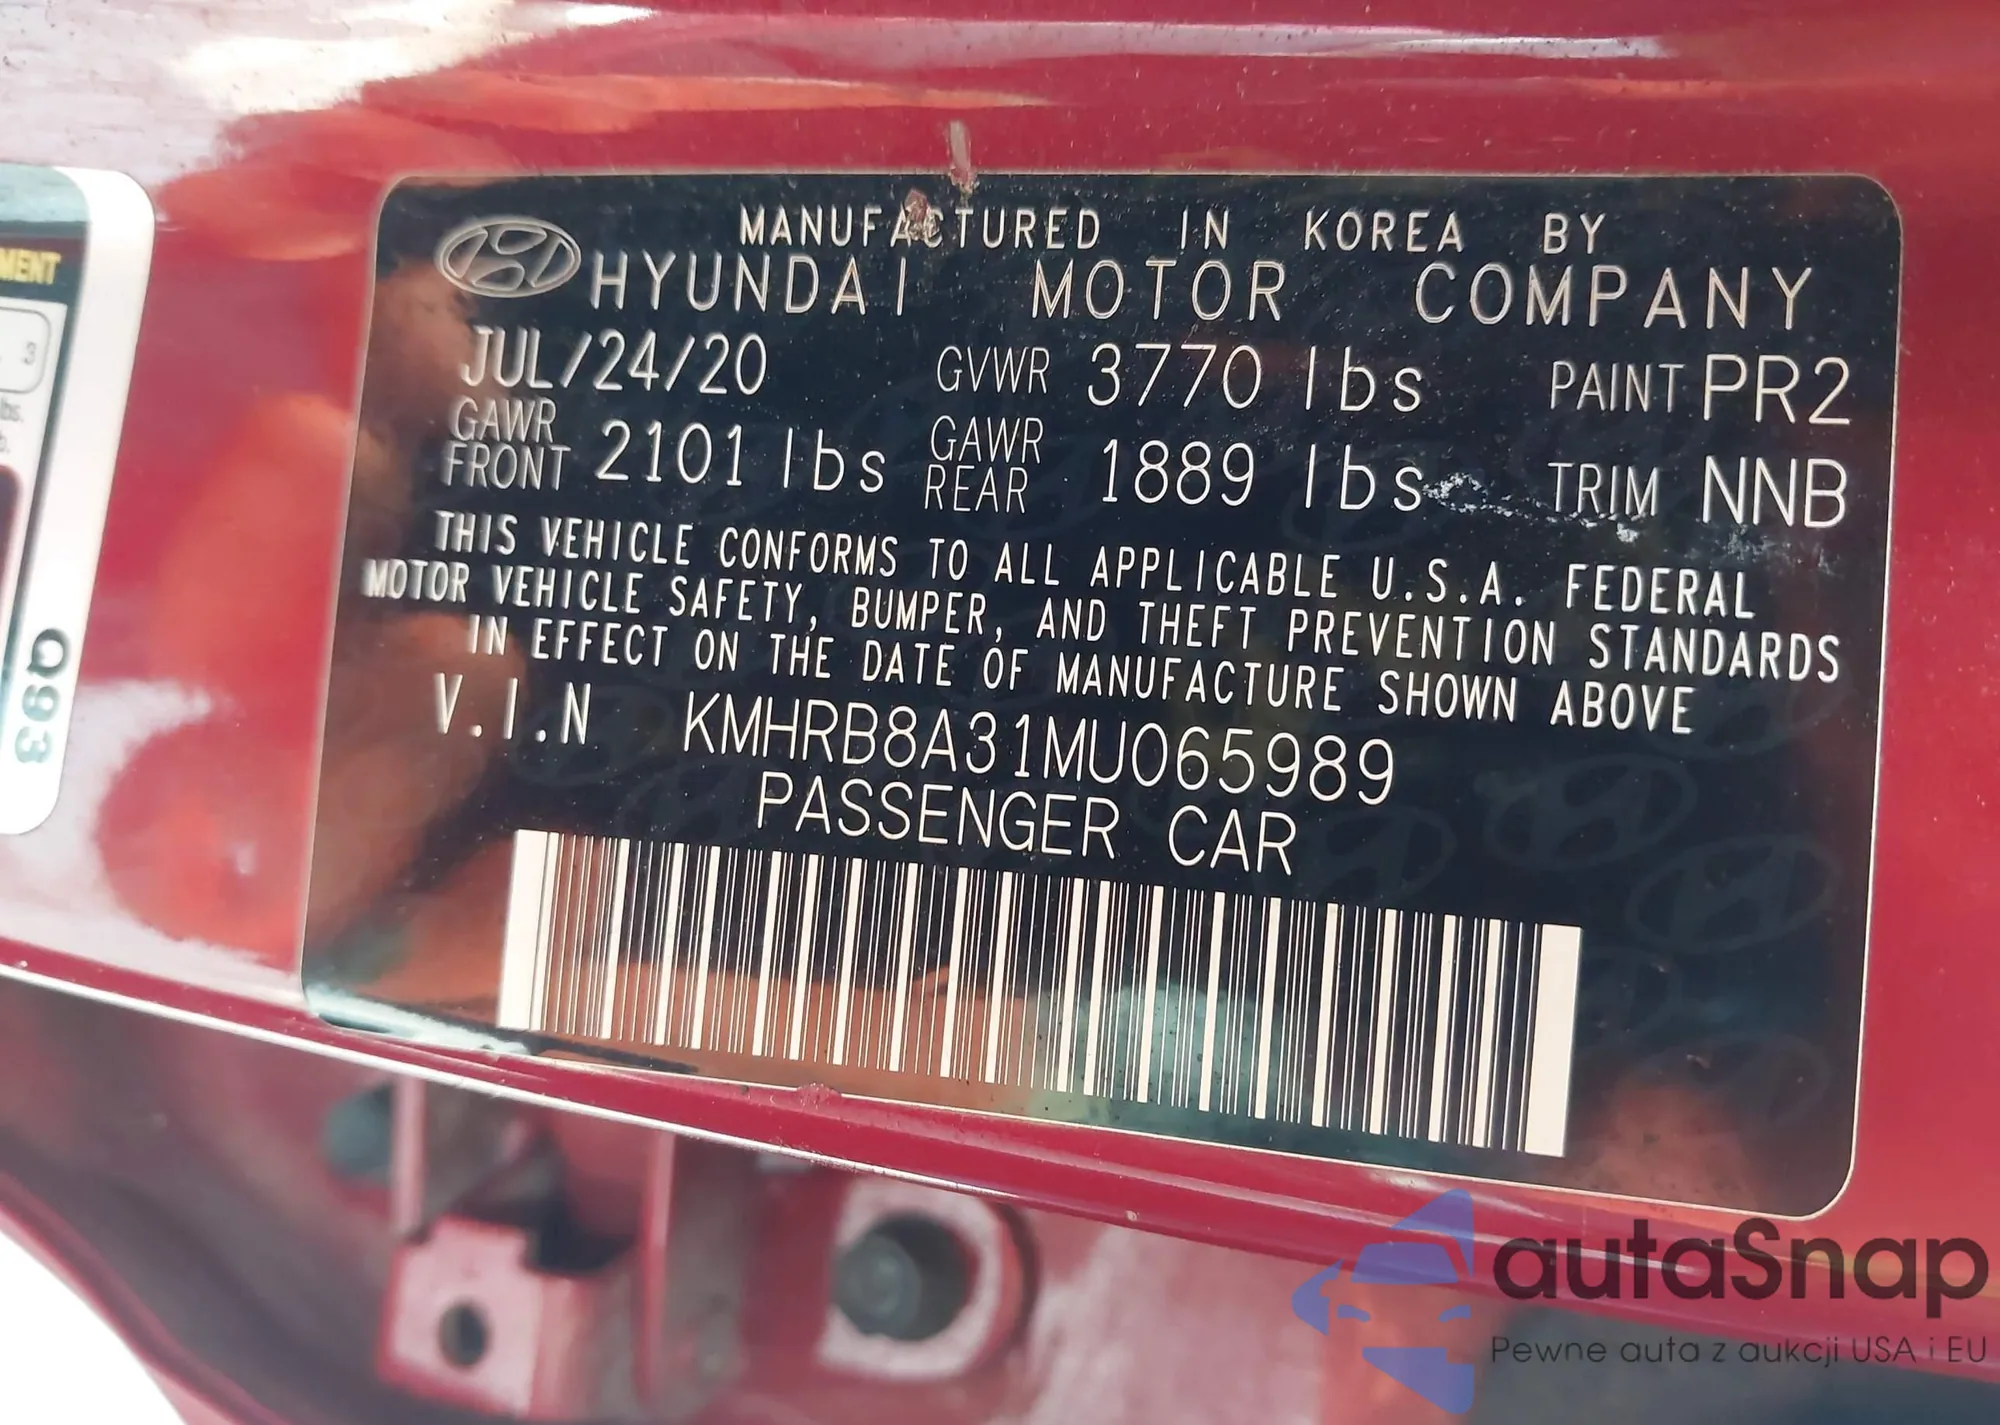 MENT
3
lbs.
b.
Q93
MANUFACTURED IN KOREA BY
HYUNDAI MOTOR COMPANY
JUL/24/20 GVWR 3770 lbs PAINT PR2
GAWR FRONT 2101 lbs GAWR REAR 1889 lbs TRIM NNB
THIS VEHICLE CONFORMS TO ALL APPLICABLE U.S.A. FEDERAL
MOTOR VEHICLE SAFETY, BUMPER, AND THEFT PREVENTION STANDARDS
IN EFFECT ON THE DATE OF MANUFACTURE SHOWN ABOVE
V.I.N KMHRB8A31MU065989
PASSENGER CAR
autaSnap
Pewne auta z aukcji USA i EU